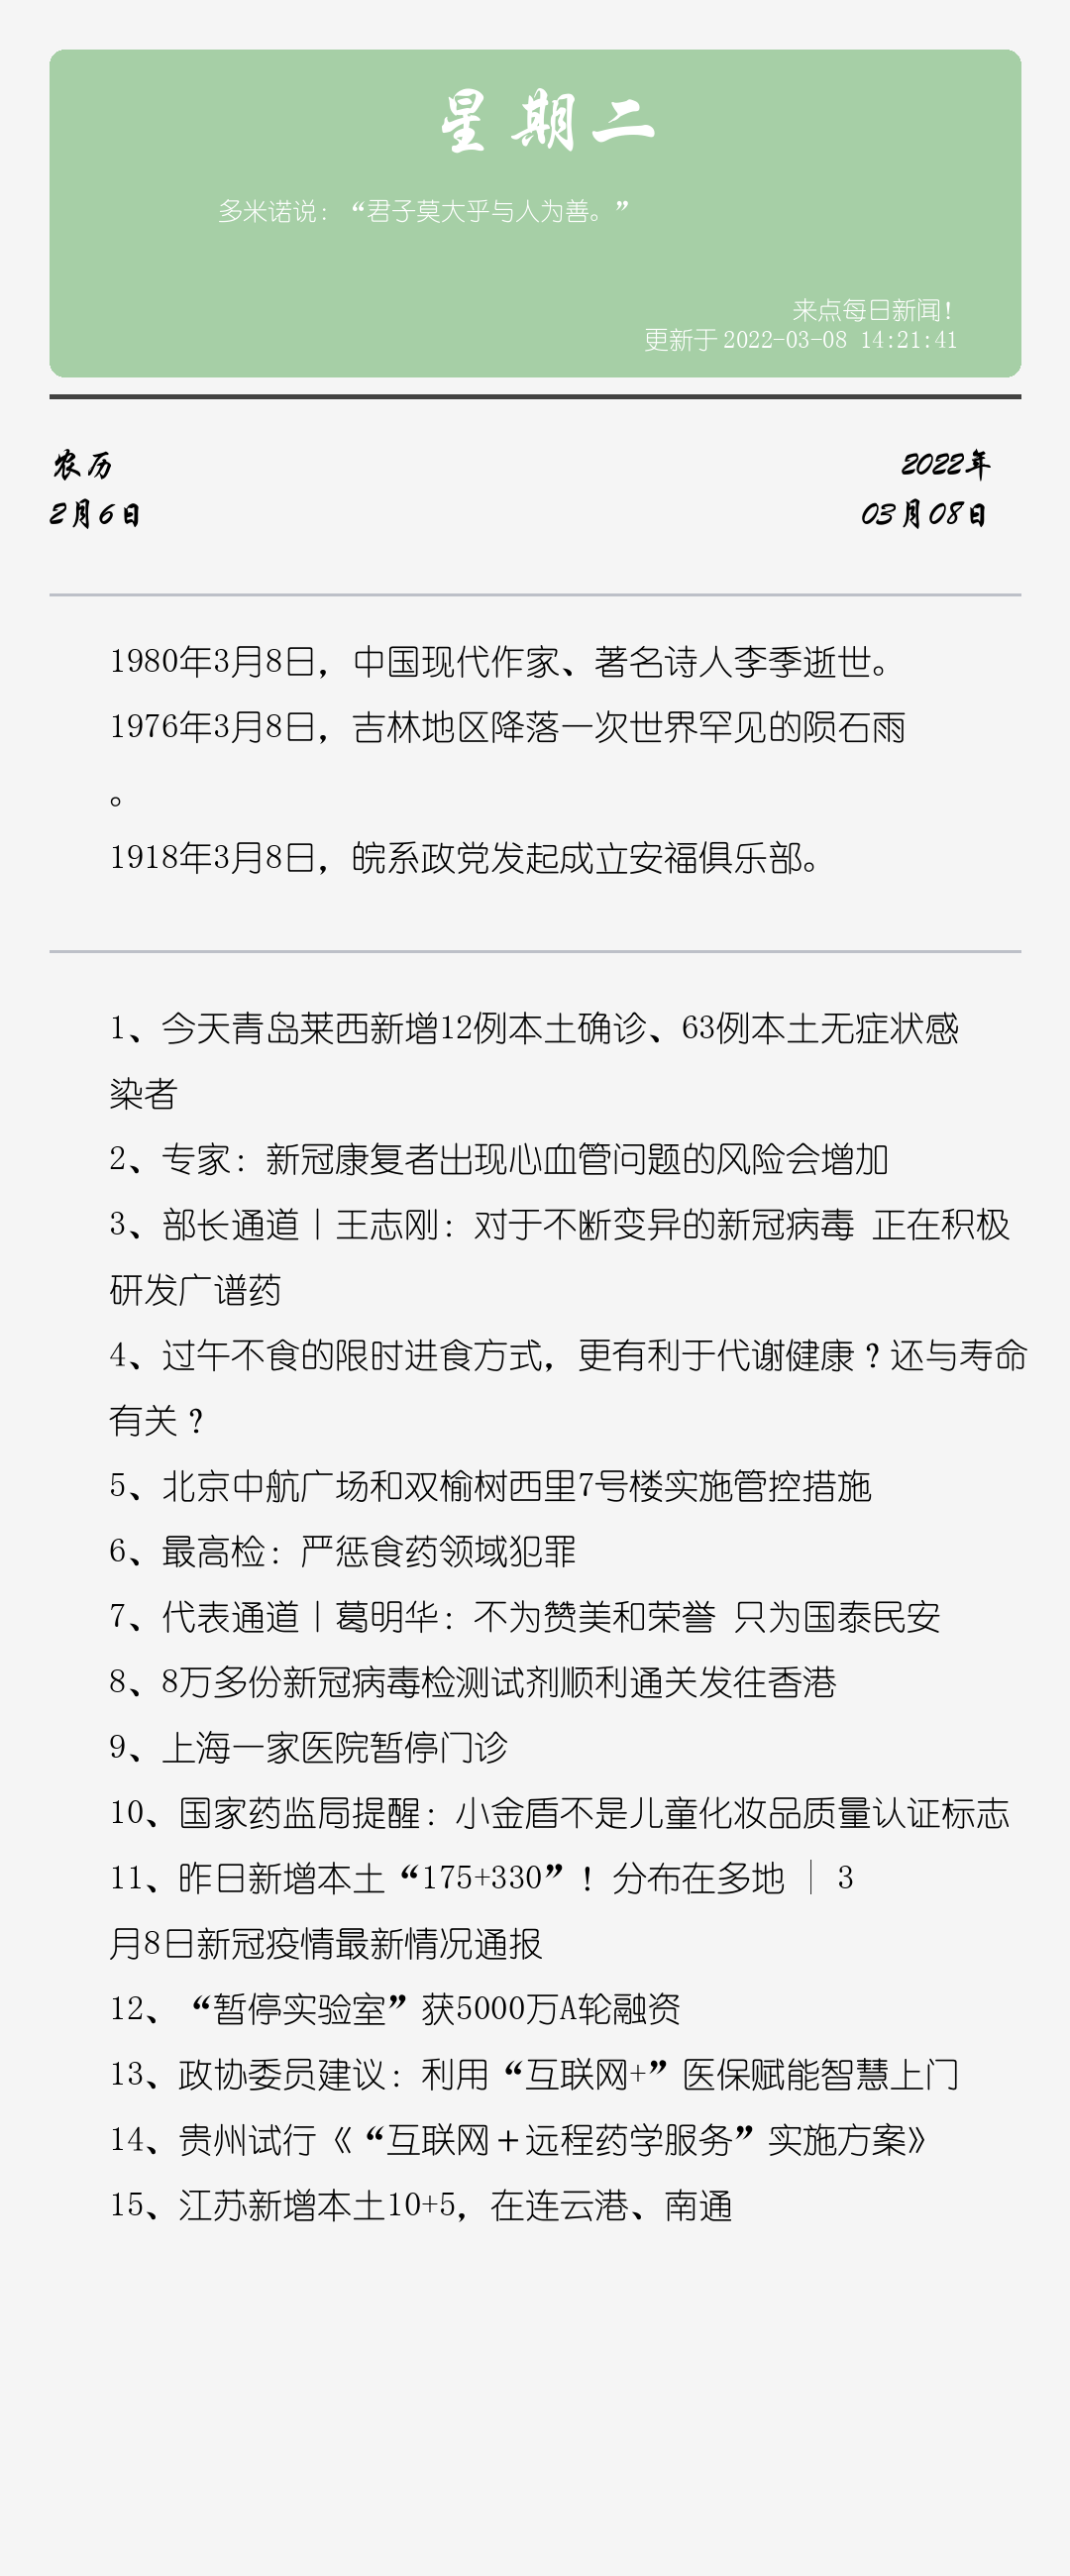 星期二
多米诺说：“君子莫大乎与人为善。”
来点每日新闻！
更新于 2022-03-08 14:21:41
农历
2022年
2月6日
03月08日
1980年3月8日，中国现代作家、著名诗人李季逝世。
1976年3月8日，吉林地区降落一次世界罕见的陨石雨
。
1918年3月8日，皖系政党发起成立安福俱乐部。
1、今天青岛莱西新增12例本土确诊、63例本土无症状感
染者
2、专家：新冠康复者出现心血管问题的风险会增加
3、部长通道丨王志刚：对于不断变异的新冠病毒 正在积极
研发广谱药
4、过午不食的限时进食方式，更有利于代谢健康？还与寿命
有关？
5、北京中航广场和双榆树西里7号楼实施管控措施
6、最高检：严惩食药领域犯罪
7、代表通道丨葛明华：不为赞美和荣誉 只为国泰民安
8、8万多份新冠病毒检测试剂顺利通关发往香港
9、上海一家医院暂停门诊
10、国家药监局提醒：小金盾不是儿童化妆品质量认证标志
11、昨日新增本土“175+330”！分布在多地 │ 3
月8日新冠疫情最新情况通报
12、“暂停实验室”获5000万A轮融资
13、政协委员建议：利用“互联网+”医保赋能智慧上门
14、贵州试行《“互联网＋远程药学服务”实施方案》
15、江苏新增本土10+5，在连云港、南通